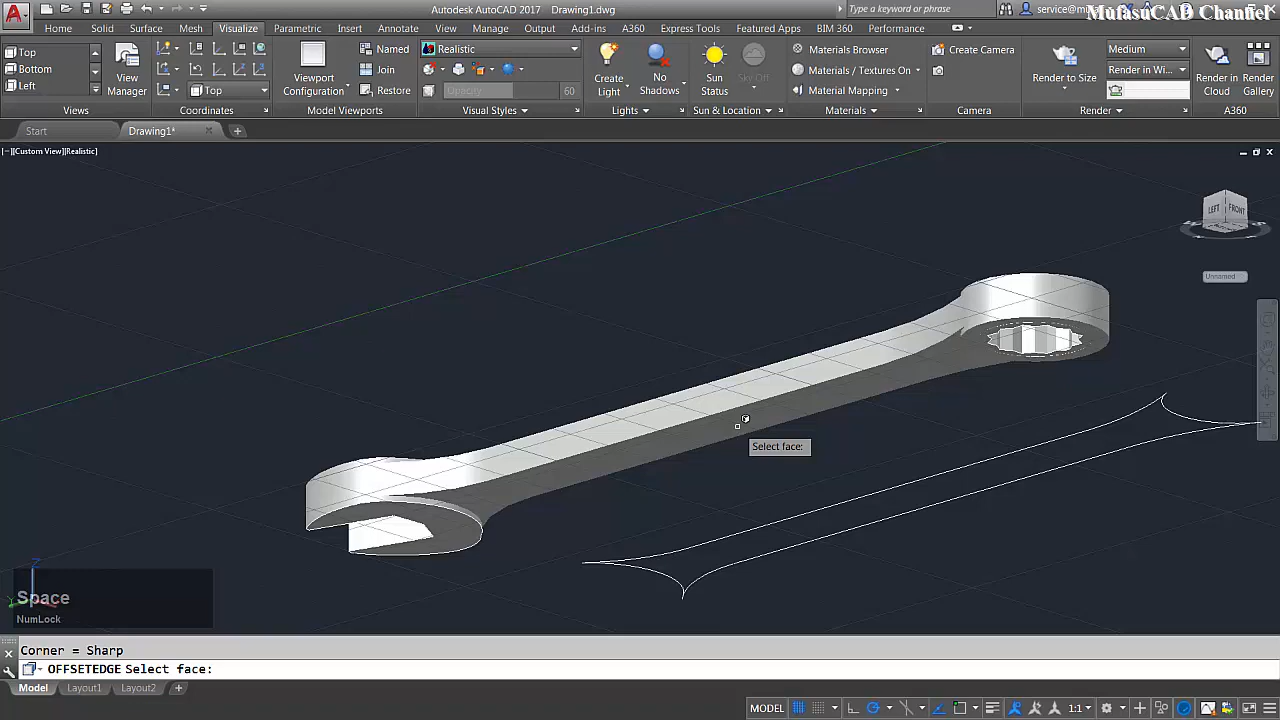 Autodesk AutoCAD 2017 Drawing1.dwg
Type a keyword or phrase
MufasuCAD Channel
Home Solid Surface Mesh Visualize Parametric Insert Annotate View Manage Output Add-ins A360 Express Tools Featured Apps BIM 360 Performance
Top
Bottom
Left
View
Manager
Views
Top
Coordinates
Viewport
Configuration
Named
Join
Restore
Model Viewports
Realistic
Opacity 60
Visual Styles
Create
Light
No
Shadows
Lights
Sun
Status
Sky Off
Sun & Location
Materials Browser
Materials / Textures On
Material Mapping
Materials
Create Camera
Camera
Render to Size
Medium
Render in Wi...
Render
Render in
Cloud
Render
Gallery
A360
Start Drawing1*
[−][Custom View][Realistic]
LEFT FRONT
Unnamed
Select face:
Z
Space
NumLock
Corner = Sharp
OFFSETEDGE Select face:
Model Layout1 Layout2
MODEL 1:1